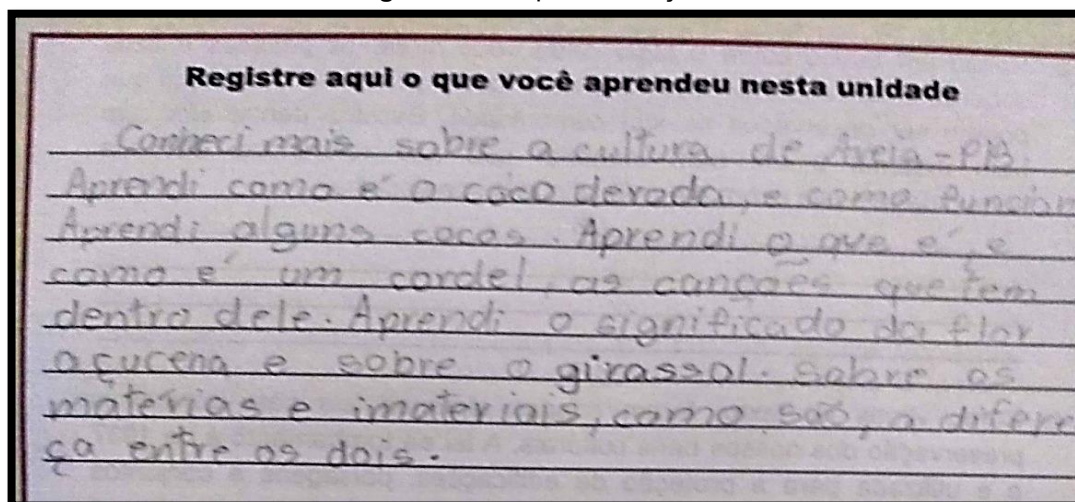 Registre aqui o que você aprendeu nesta unidade
Conheci mais sobre a cultura de Areia-PB.
Aprendi como é o coco deroda, e como funcion
Aprendi alguns cocos. Aprendi o que é, e
como é um cordel, as canções que tem
dentro dele. Aprendi o significado da flor
açucena e sobre o girassol. Sobre os
materias e imateriais, como são, a difere
ça entre os dois.